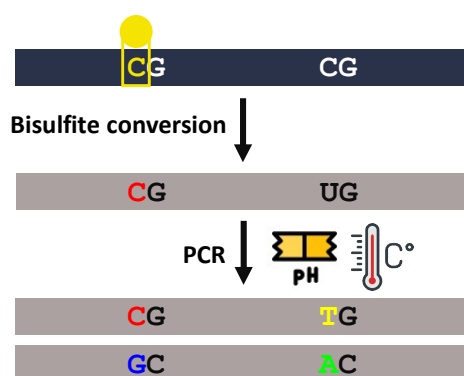 CG CG
Bisulfite conversion
CG UG
PCR pH C°
CG TG
GC AC